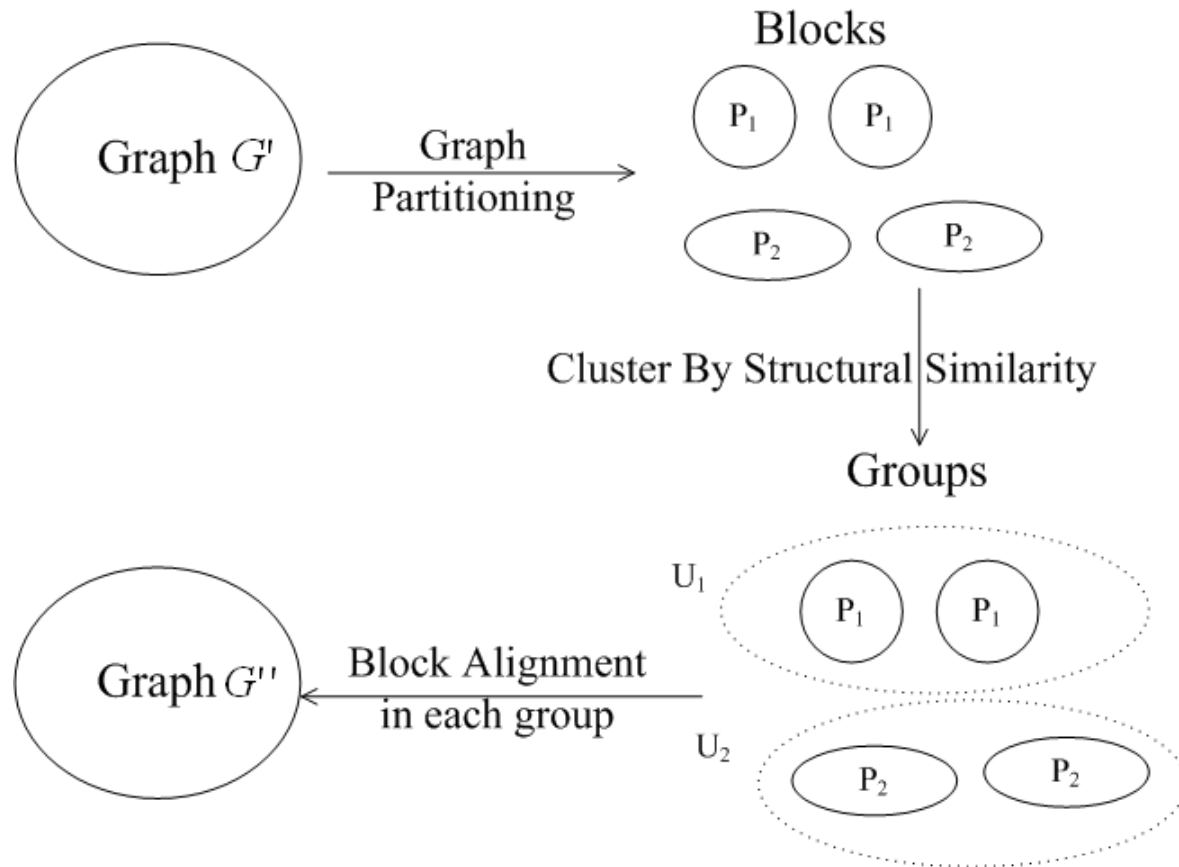 Blocks
Graph G'
Graph
Partitioning
P₁ P₁
P₂ P₂
Cluster By Structural Similarity
Groups
U₁
P₁ P₁
Graph G''
Block Alignment
in each group
U₂
P₂ P₂